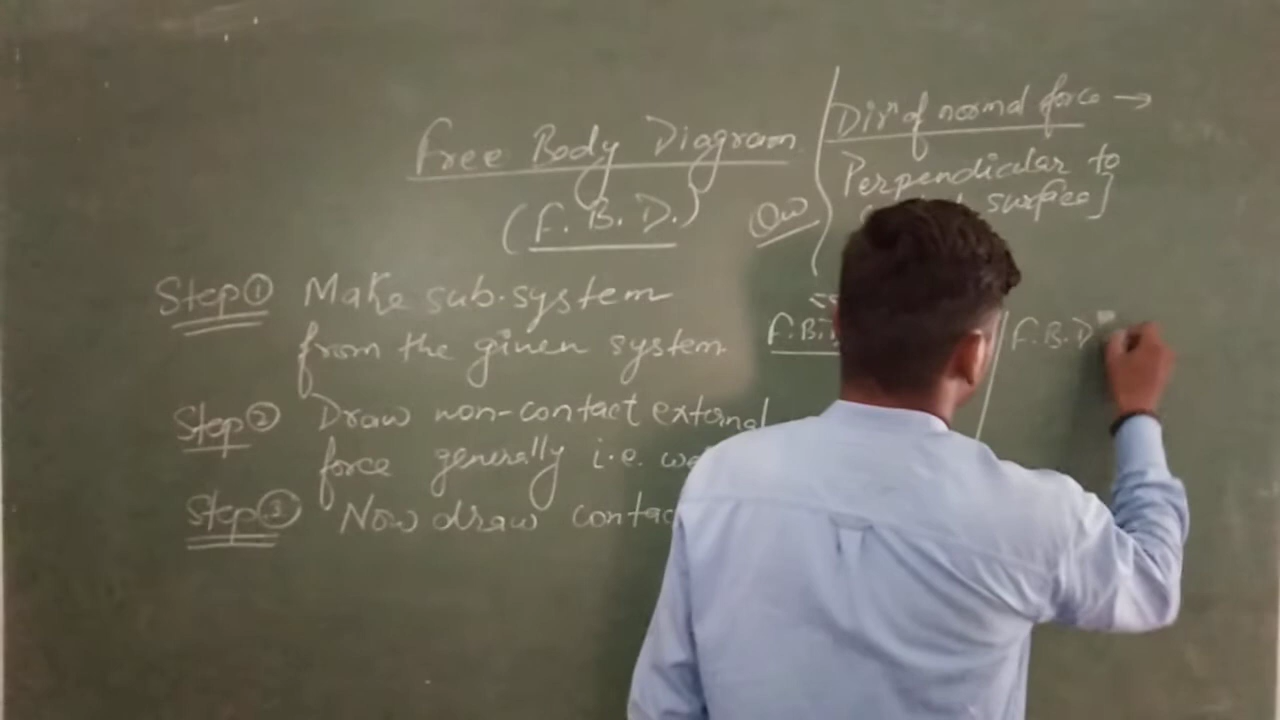 Free Body Diagram
(F.B.D.)
Step① Make sub-system
from the given system
Step② Draw non-contact external
force generally i.e.
Step③ Now draw
Dirⁿ of normal force →
Perpendicular to
surface]
F.B.D